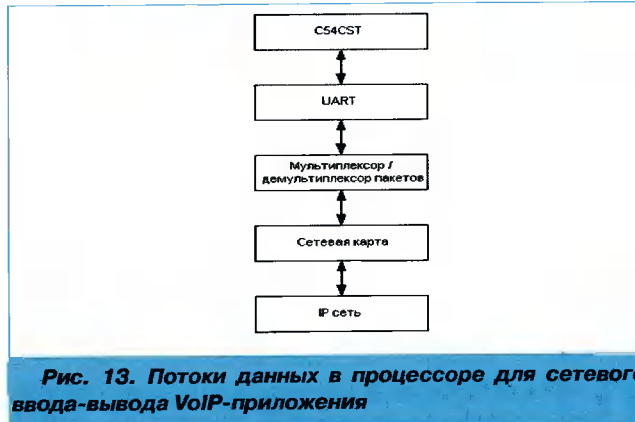 C54CST
UART
Мультиплексор /
демультиплексор пакетов
Сетевая карта
IP сеть
Рис. 13. Потоки данных в процессоре для сетевого
ввода-вывода VoIP-приложения